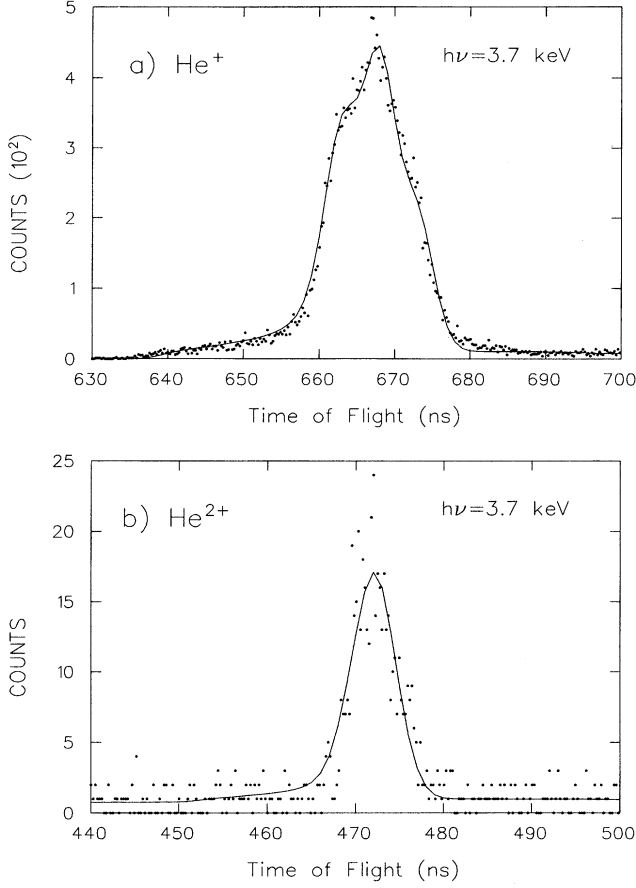 5
a) He⁺
hν=3.7 keV
4
3
2
1
0
COUNTS (10²)
630 640 650 660 670 680 690 700
Time of Flight (ns)
25
b) He²⁺
hν=3.7 keV
20
15
10
5
0
COUNTS
440 450 460 470 480 490 500
Time of Flight (ns)